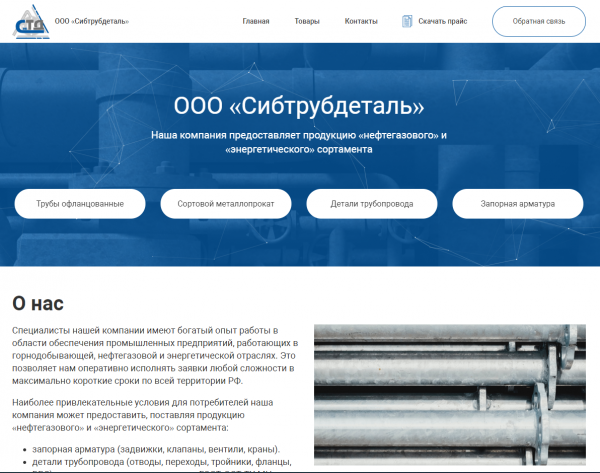 СТД
ООО «Сибтрубдеталь»
Главная
Товары
Контакты
Скачать прайс
Обратная связь
ООО «Сибтрубдеталь»
Наша компания предоставляет продукцию «нефтегазового» и
«энергетического» сортамента
Трубы офланцованные
Сортовой металлопрокат
Детали трубопровода
Запорная арматура
О нас
Специалисты нашей компании имеют богатый опыт работы в
области обеспечения промышленных предприятий, работающих в
горнодобывающей, нефтегазовой и энергетической отраслях. Это
позволяет нам оперативно исполнять заявки любой сложности в
максимально короткие сроки по всей территории РФ.
Наиболее привлекательные условия для потребителей наша
компания может предоставить, поставляя продукцию
«нефтегазового» и «энергетического» сортамента:
• запорная арматура (задвижки, клапаны, вентили, краны).
• детали трубопровода (отводы, переходы, тройники, фланцы,